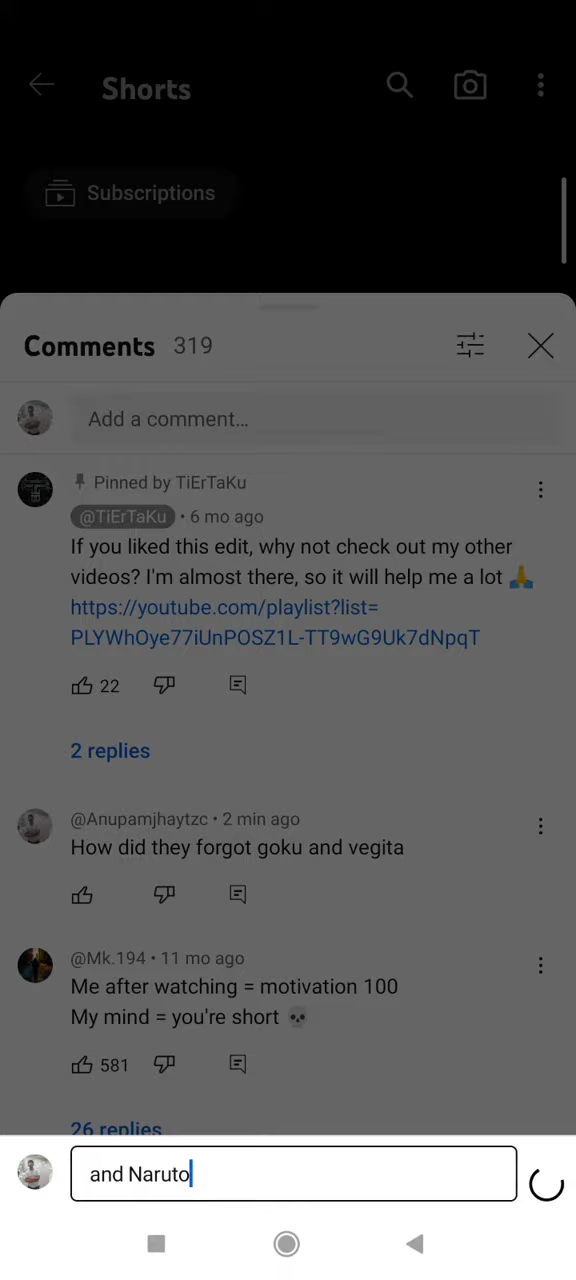 Shorts
Subscriptions
Comments 319
Add a comment...
Pinned by TiErTaKu
@TiErTaKu • 6 mo ago
If you liked this edit, why not check out my other
videos? I'm almost there, so it will help me a lot 🙏
https://youtube.com/playlist?list=
PLYWhOye77iUnPOSZ1L-TT9wG9Uk7dNpqT
22
2 replies
@Anupamjhaytzc • 2 min ago
How did they forgot goku and vegita
@Mk.194 • 11 mo ago
Me after watching = motivation 100
My mind = you're short 💀
581
26 replies
and Naruto